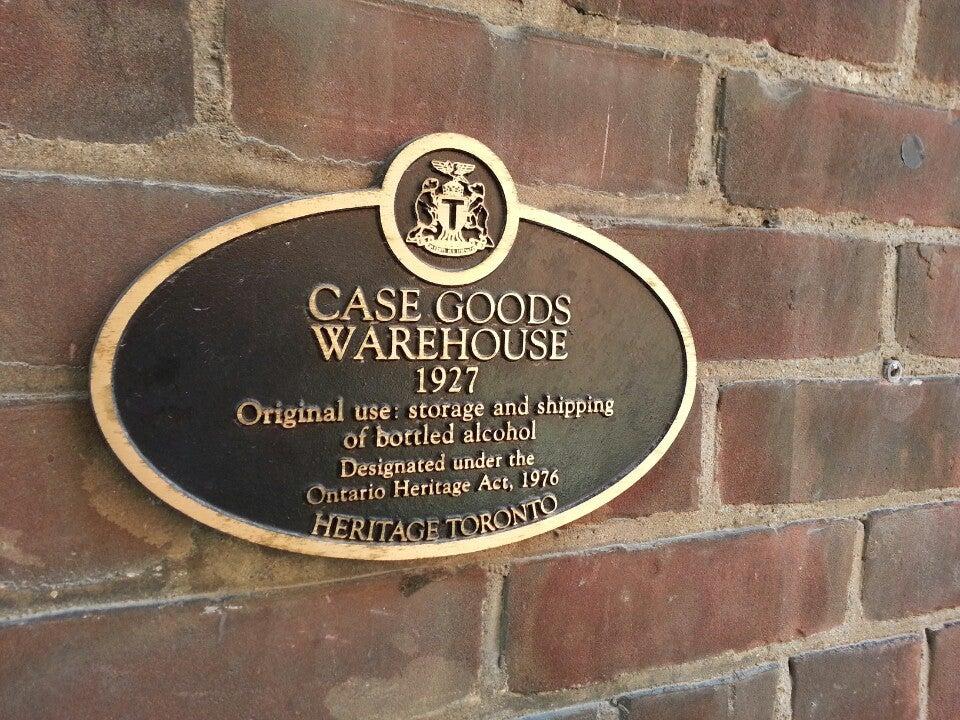 T
CASE GOODS
WAREHOUSE
1927
Original use: storage and shipping
of bottled alcohol
Designated under the
Ontario Heritage Act, 1976
HERITAGE TORONTO